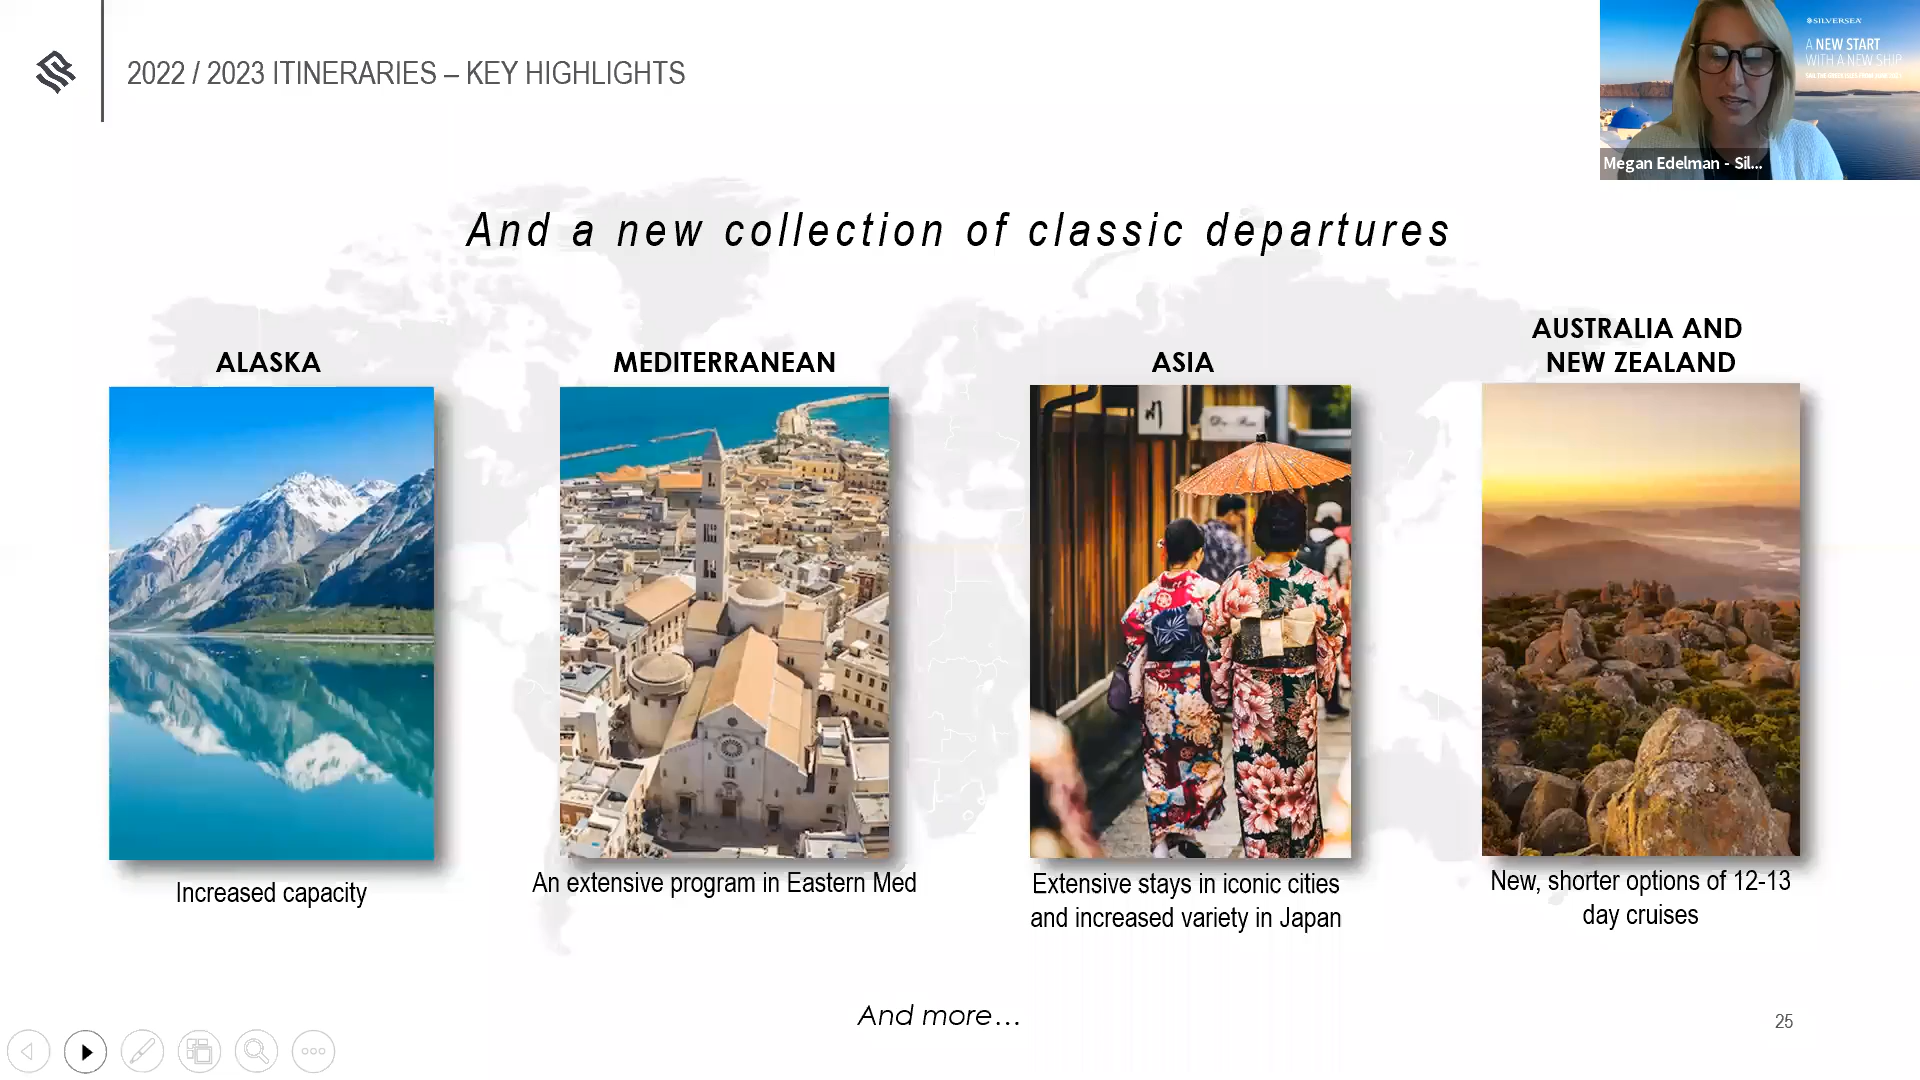 2022 / 2023 ITINERARIES – KEY HIGHLIGHTS
SILVERSEA
A NEW START
WITH A NEW SHIP
Megan Edelman - Sil...
And a new collection of classic departures
ALASKA
MEDITERRANEAN
ASIA
AUSTRALIA AND
NEW ZEALAND
Increased capacity
An extensive program in Eastern Med
Extensive stays in iconic cities
and increased variety in Japan
New, shorter options of 12-13
day cruises
And more…
25